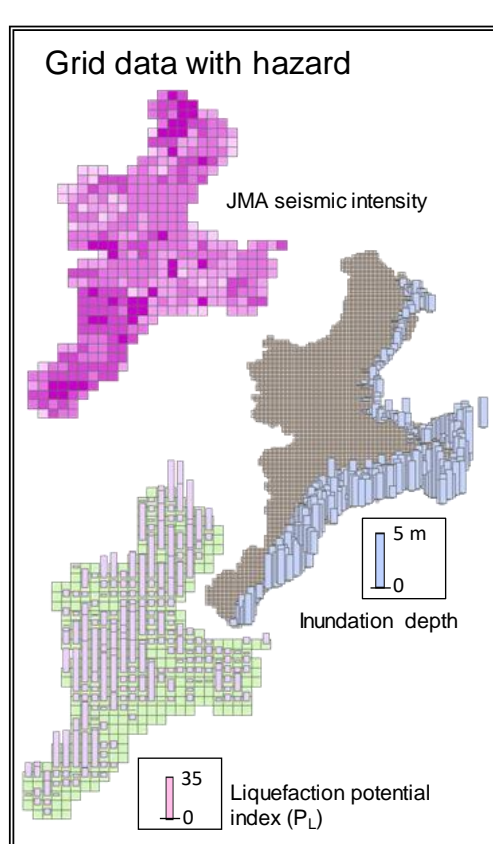 Grid data with hazard
JMA seismic intensity
5 m
0
Inundation depth
35
0
Liquefaction potential
index (PL)